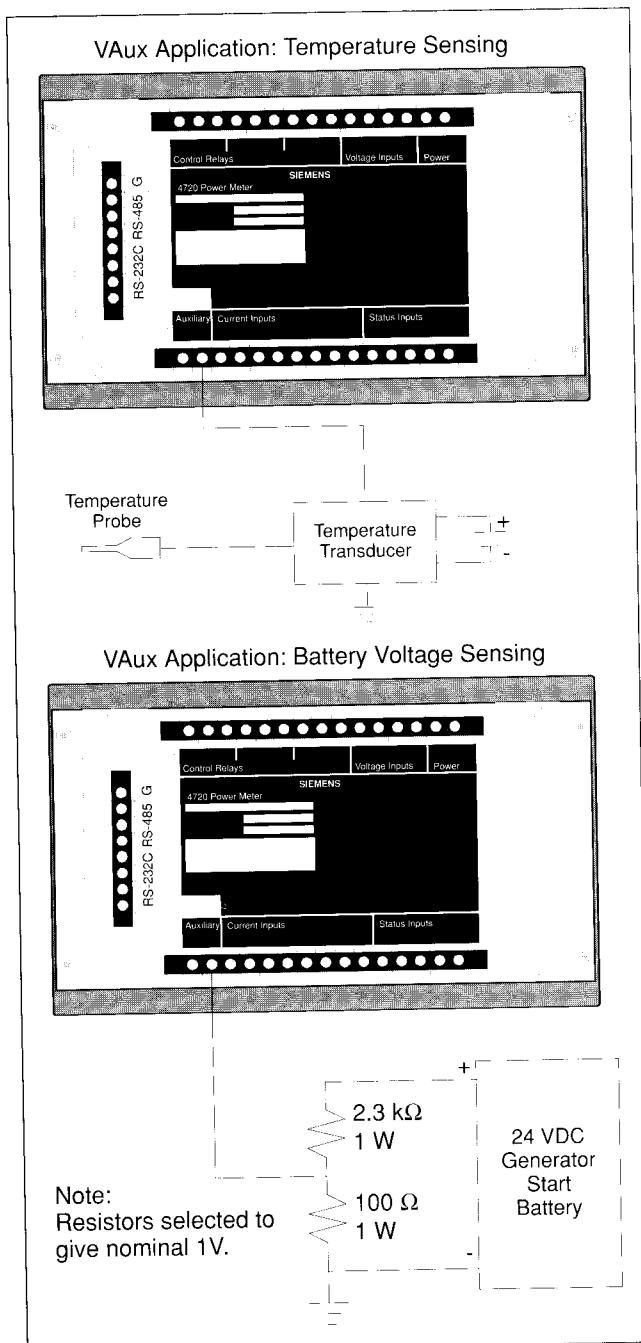 VAux Application: Temperature Sensing
Control Relays
Voltage Inputs
Power
SIEMENS
4720 Power Meter
RS-232C RS-485 G
Auxiliary
Current Inputs
Status Inputs
Temperature
Probe
Temperature
Transducer
+
-
VAux Application: Battery Voltage Sensing
Control Relays
Voltage Inputs
Power
SIEMENS
4720 Power Meter
RS-232C RS-485 G
Auxiliary
Current Inputs
Status Inputs
+
2.3 kΩ
1 W
24 VDC
Generator
Start
Battery
100 Ω
1 W
-
Note:
Resistors selected to
give nominal 1V.